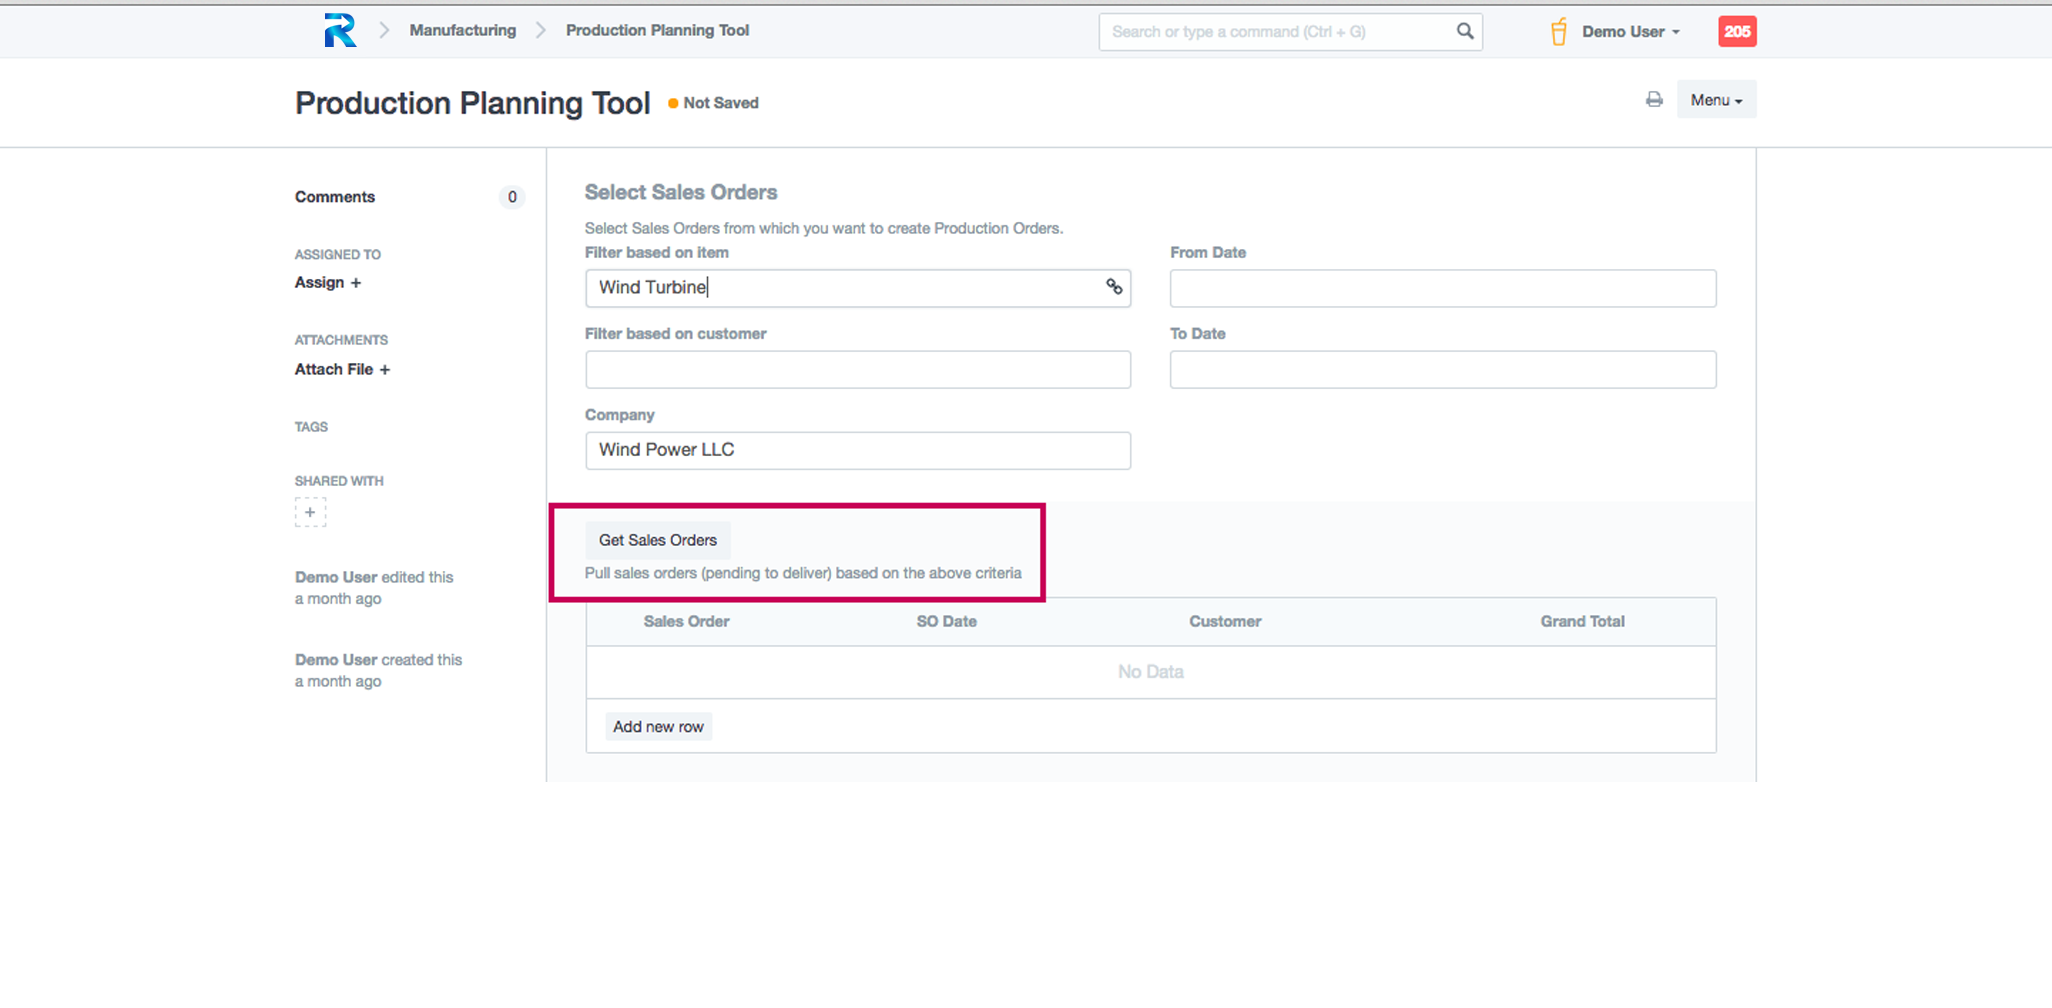 Manufacturing
Production Planning Tool
Search or type a command (Ctrl + G)
Demo User
205
Production Planning Tool
Not Saved
Menu
Comments
0
ASSIGNED TO
Assign +
ATTACHMENTS
Attach File +
TAGS
SHARED WITH
+
Demo User edited this
a month ago
Demo User created this
a month ago
Select Sales Orders
Select Sales Orders from which you want to create Production Orders.
Filter based on item
Wind Turbine
From Date
Filter based on customer
To Date
Company
Wind Power LLC
Get Sales Orders
Pull sales orders (pending to deliver) based on the above criteria
Sales Order SO Date Customer Grand Total
No Data
Add new row